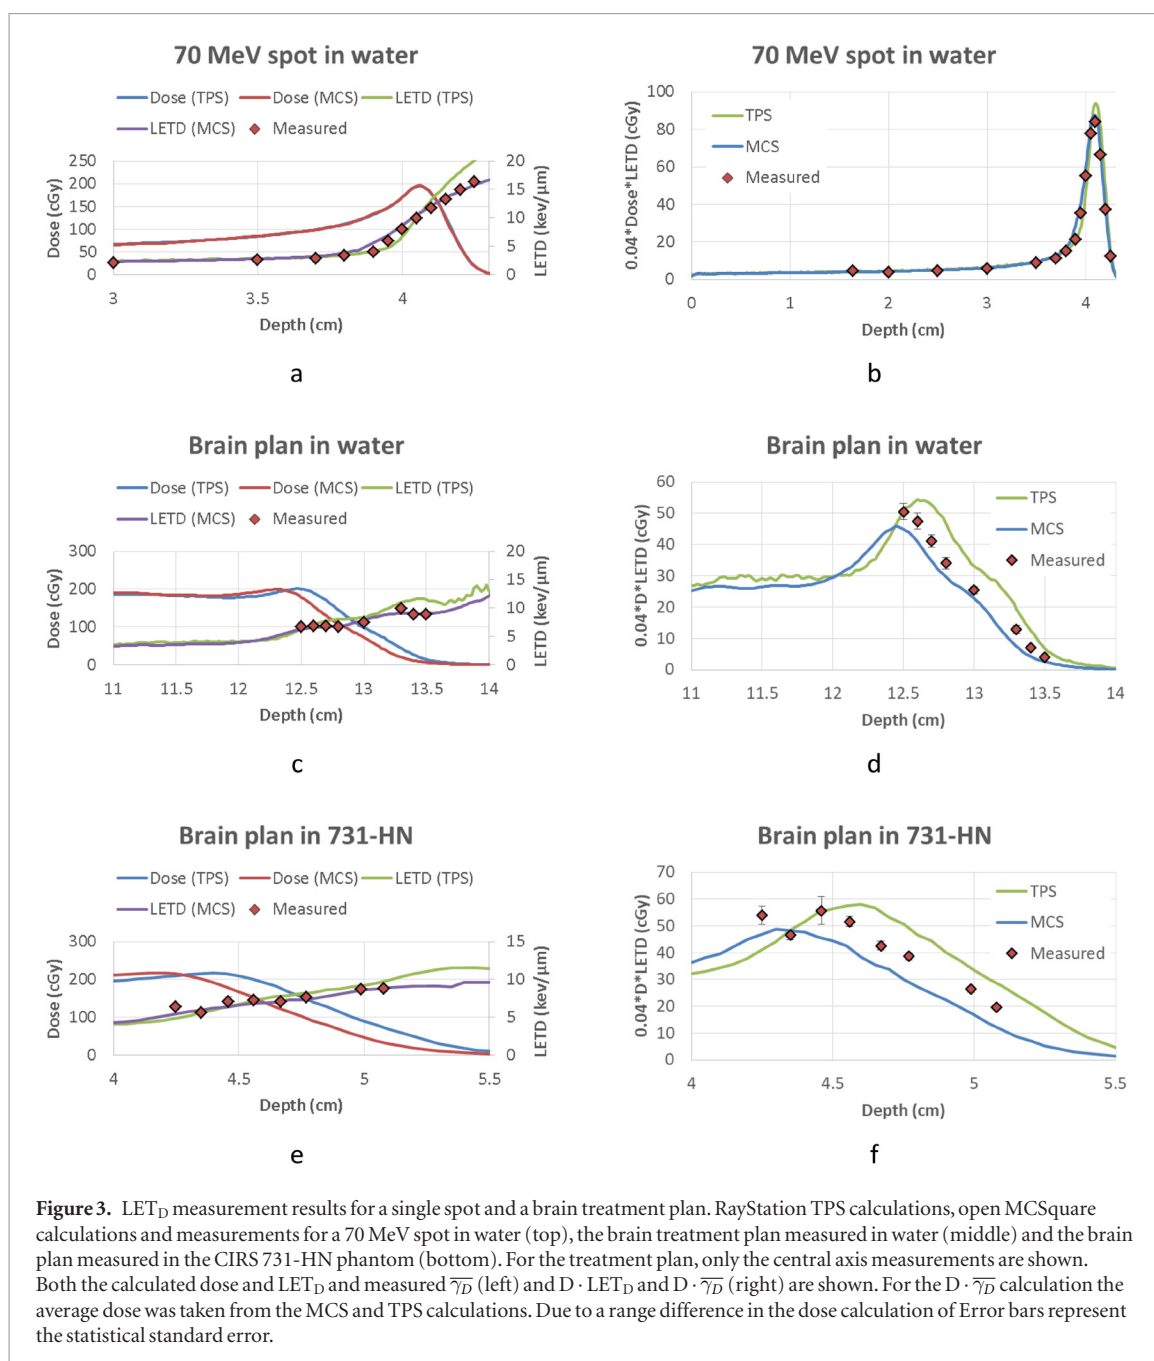 70 MeV spot in water
Dose (TPS) Dose (MCS) LETD (TPS)
LETD (MCS) Measured
250
200
150
100
50
0
Dose (cGy)
20
15
10
5
0
LETD (kev/µm)
3 3.5 4
Depth (cm)
a
70 MeV spot in water
TPS
MCS
Measured
100
80
60
40
20
0
0.04*Dose*LETD (cGy)
0 1 2 3 4
Depth (cm)
b
Brain plan in water
Dose (TPS) Dose (MCS) LETD (TPS)
LETD (MCS) Measured
300
200
100
0
Dose (cGy)
20
15
10
5
0
LETD (kev/µm)
11 11.5 12 12.5 13 13.5 14
Depth (cm)
c
Brain plan in water
TPS
MCS
Measured
60
50
40
30
20
10
0
0.04*D*LETD (cGy)
11 11.5 12 12.5 13 13.5 14
Depth (cm)
d
Brain plan in 731-HN
Dose (TPS) Dose (MCS) LETD (TPS)
LETD (MCS) Measured
300
200
100
0
Dose (cGy)
15
10
5
0
LETD (kev/µm)
4 4.5 5 5.5
Depth (cm)
e
Brain plan in 731-HN
TPS
MCS
Measured
70
60
50
40
30
20
10
0
0.04*D*LETD (cGy)
4 4.5 5 5.5
Depth (cm)
f
Figure 3. LET_D measurement results for a single spot and a brain treatment plan. RayStation TPS calculations, open MCSquare
calculations and measurements for a 70 MeV spot in water (top), the brain treatment plan measured in water (middle) and the brain
plan measured in the CIRS 731-HN phantom (bottom). For the treatment plan, only the central axis measurements are shown.
Both the calculated dose and LET_D and measured $\overline{\gamma_D}$ (left) and D · LET_D and D · $\overline{\gamma_D}$ (right) are shown. For the D · $\overline{\gamma_D}$ calculation the
average dose was taken from the MCS and TPS calculations. Due to a range difference in the dose calculation of Error bars represent
the statistical standard error.